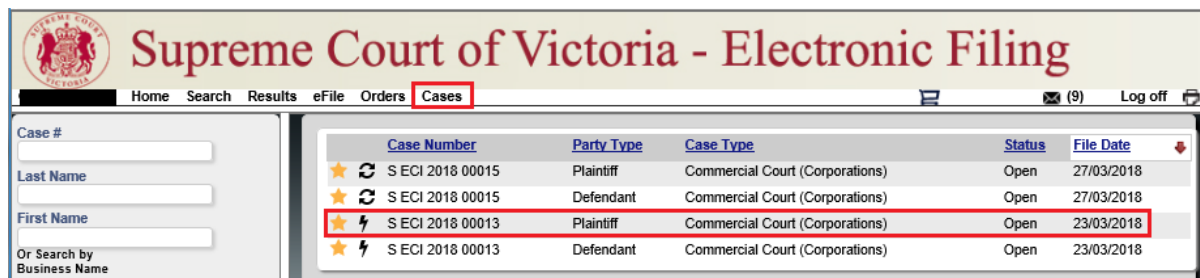 SUPREME COURT
VICTORIA
Supreme Court of Victoria - Electronic Filing
Home Search Results eFile Orders Cases (9) Log off
Case #
Last Name
First Name
Or Search by
Business Name
Case Number Party Type Case Type Status File Date
S ECI 2018 00015 Plaintiff Commercial Court (Corporations) Open 27/03/2018
S ECI 2018 00015 Defendant Commercial Court (Corporations) Open 27/03/2018
S ECI 2018 00013 Plaintiff Commercial Court (Corporations) Open 23/03/2018
S ECI 2018 00013 Defendant Commercial Court (Corporations) Open 23/03/2018